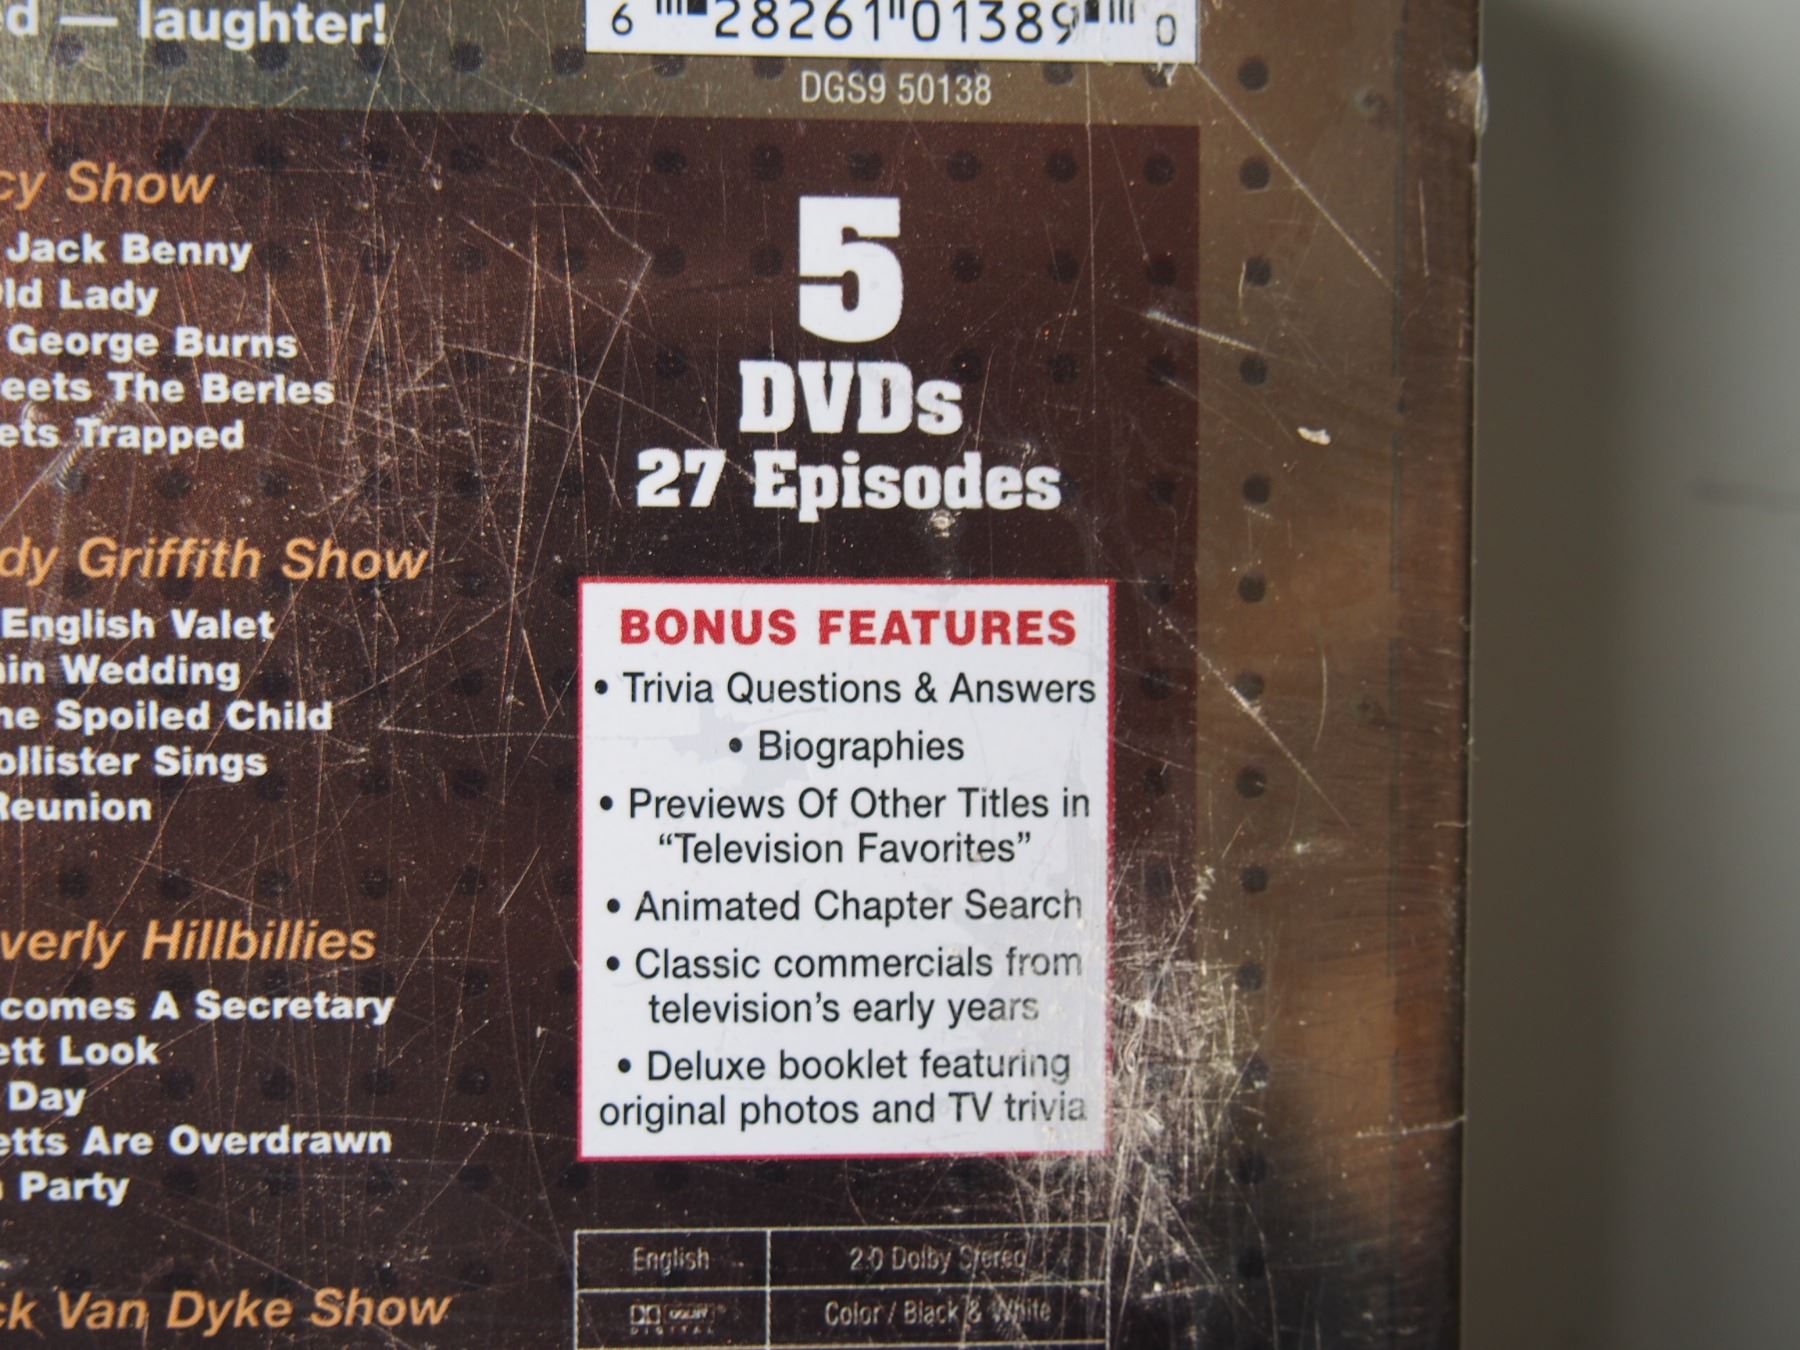 d — laughter!
6 28261 01389 0
DGS9 50138
cy Show
Jack Benny
Old Lady
George Burns
eets The Berles
ets Trapped
5
DVDs
27 Episodes
dy Griffith Show
English Valet
ain Wedding
he Spoiled Child
ollister Sings
Reunion
BONUS FEATURES
• Trivia Questions & Answers
• Biographies
• Previews Of Other Titles in
“Television Favorites”
• Animated Chapter Search
• Classic commercials from
television’s early years
• Deluxe booklet featuring
original photos and TV trivia
verly Hillbillies
comes A Secretary
ett Look
Day
etts Are Overdrawn
Party
ck Van Dyke Show
English
2.0 Dolby Stereo
DIGITAL
Color / Black & White